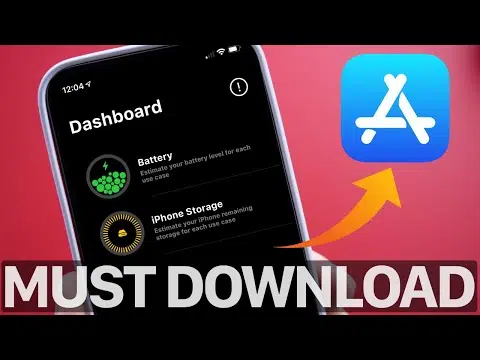 12:04
Dashboard
Battery
Estimate your battery level for each
use case
iPhone Storage
Estimate your iPhone remaining
storage for each use case
MUST DOWNLOAD